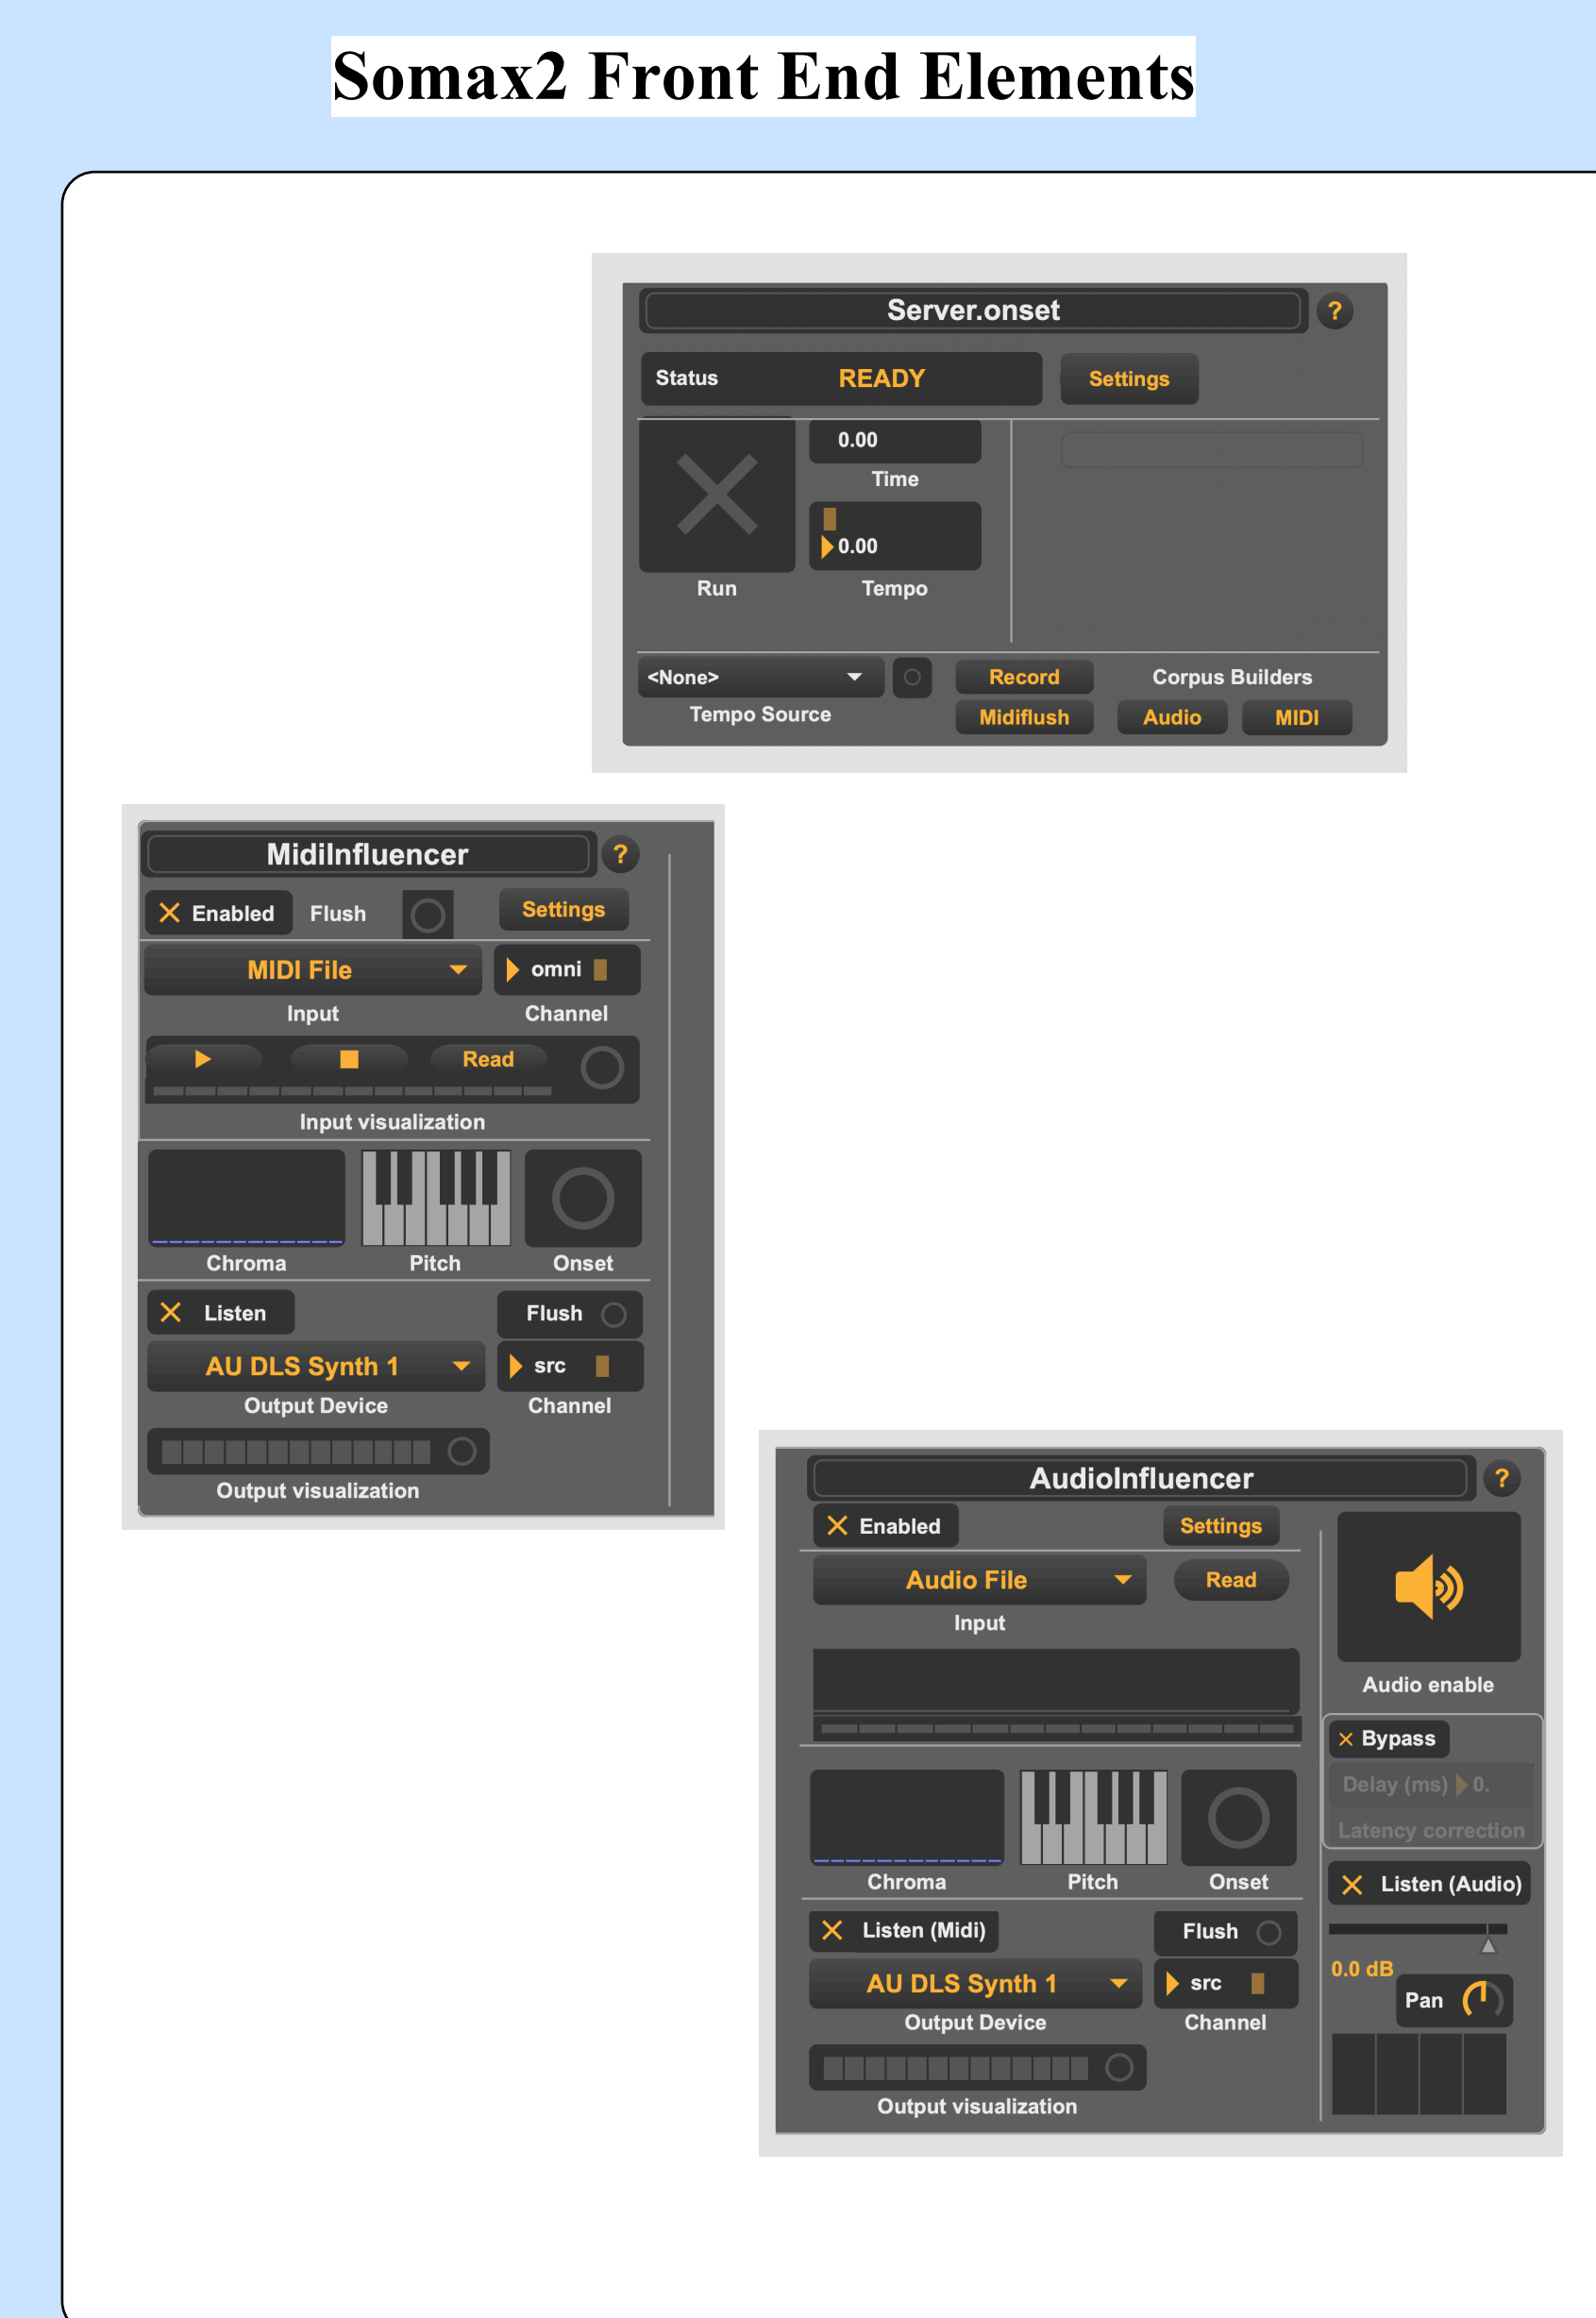 Somax2 Front End Elements
Server.onset ?
Status READY Settings
0.00
Time
0.00
Run Tempo
<None> Record Corpus Builders
Tempo Source Midiflush Audio MIDI
MidiInfluencer ?
Enabled Flush Settings
MIDI File omni
Input Channel
Read
Input visualization
Chroma Pitch Onset
Listen Flush
AU DLS Synth 1 src
Output Device Channel
Output visualization
AudioInfluencer ?
Enabled Settings
Audio File Read
Input
Audio enable
Bypass
Delay (ms) 0.
Latency correction
Chroma Pitch Onset
Listen (Audio)
Listen (Midi) Flush
0.0 dB
AU DLS Synth 1 src Pan
Output Device Channel
Output visualization